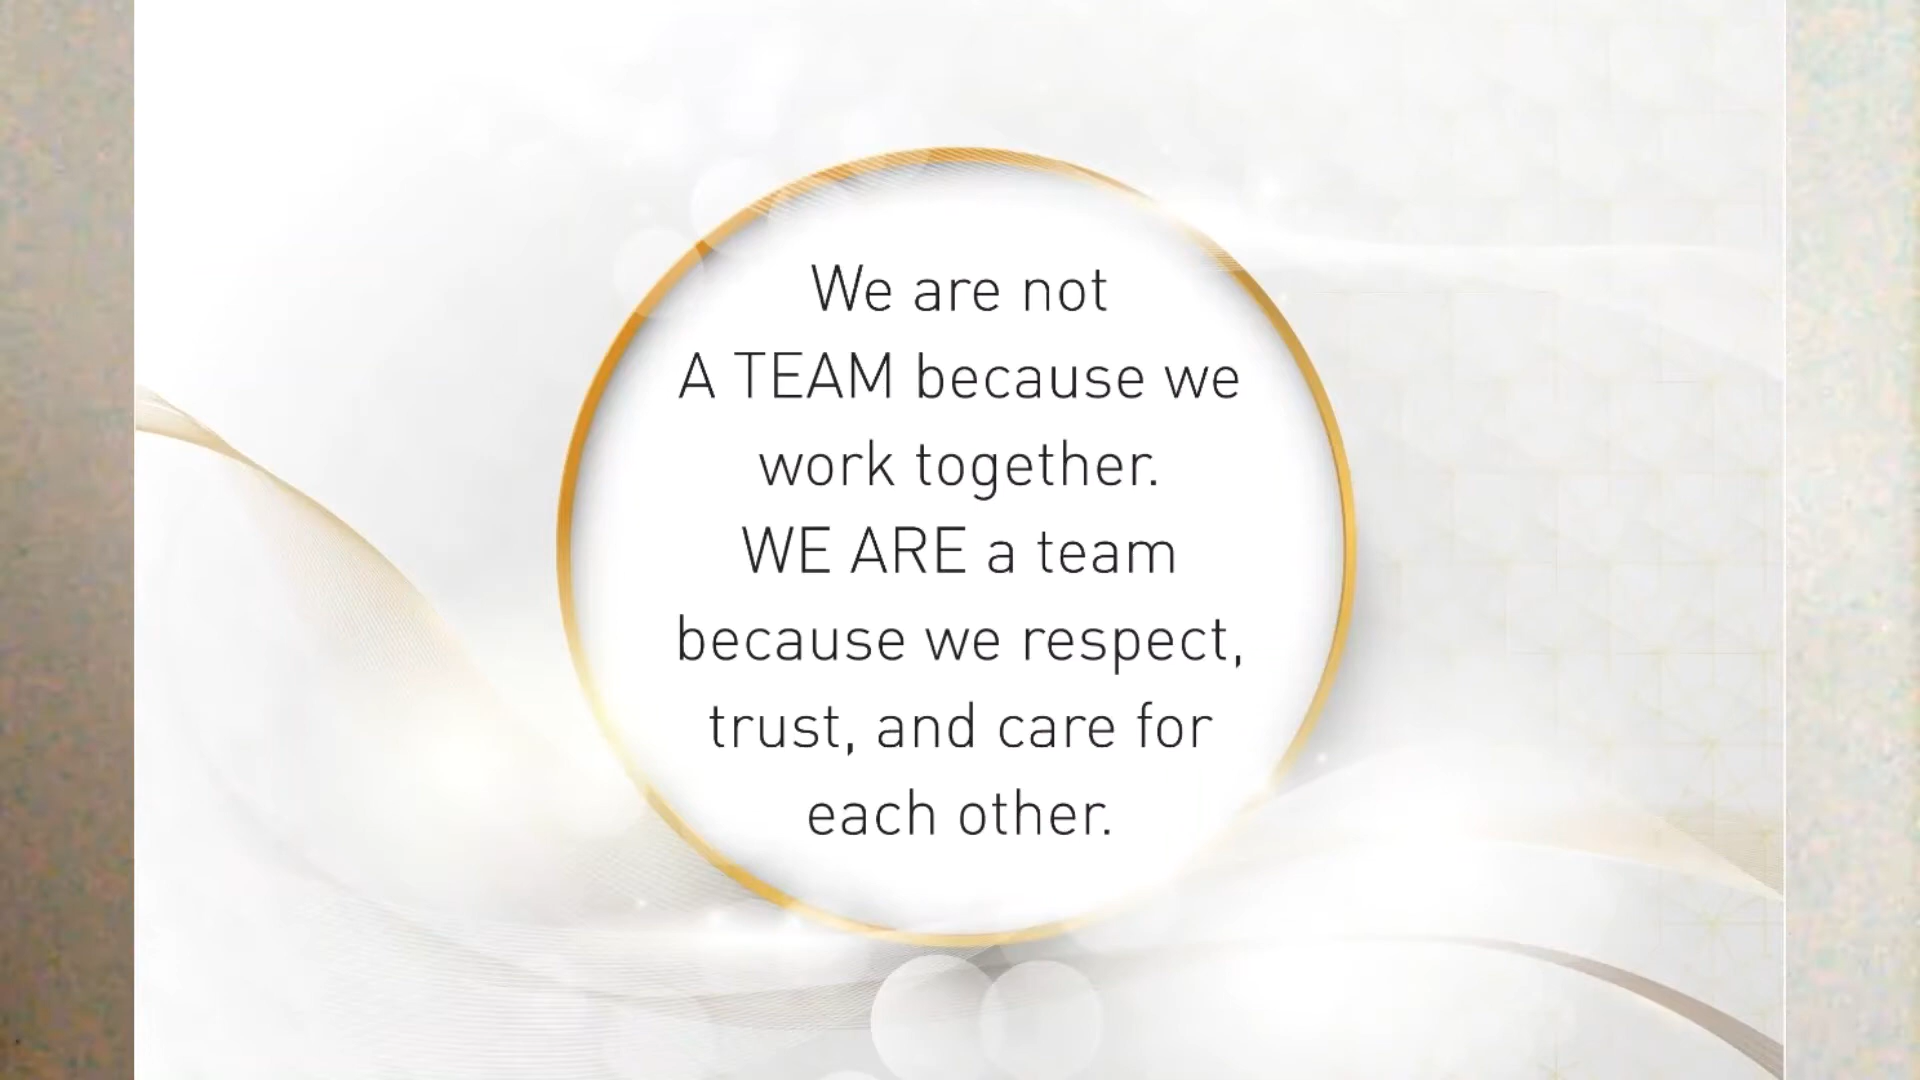 We are not
A TEAM because we
work together.
WE ARE a team
because we respect,
trust, and care for
each other.